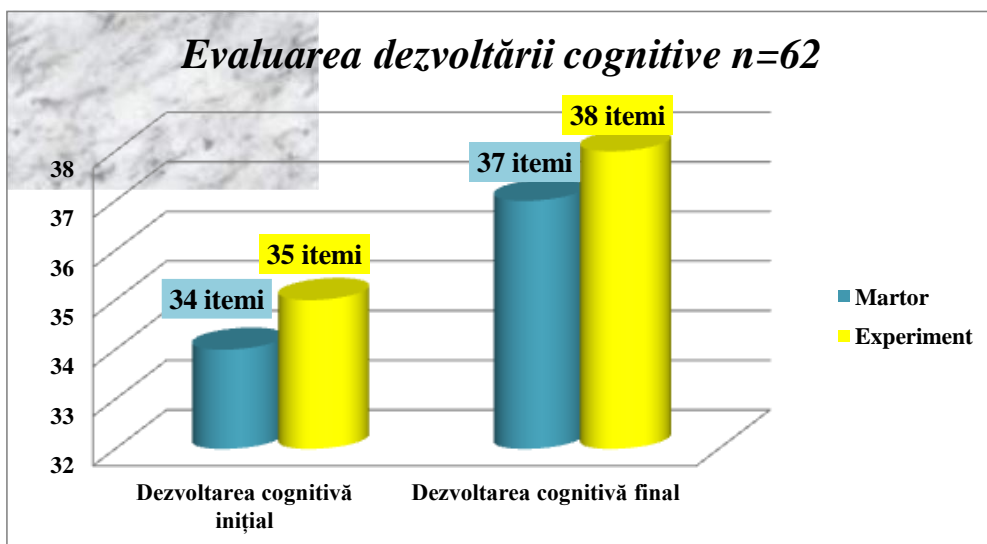 Evaluarea dezvoltării cognitive n=62
38 itemi
37 itemi
35 itemi
34 itemi
38
37
36
35
34
33
32
Martor
Experiment
Dezvoltarea cognitivă
inițial
Dezvoltarea cognitivă final